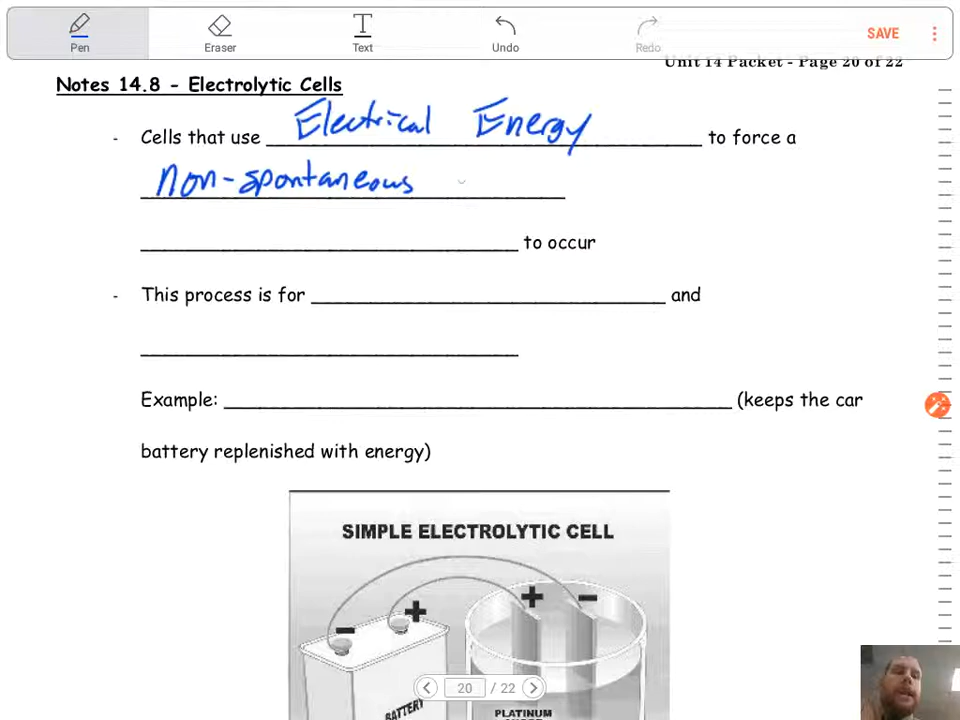 Pen
Eraser
Text
Undo
Redo
SAVE
Unit 14 Packet - Page 20 of 22
Notes 14.8 - Electrolytic Cells
- Cells that use Electrical Energy to force a
non-spontaneous
to occur
- This process is for and
Example: (keeps the car
battery replenished with energy)
SIMPLE ELECTROLYTIC CELL
- + + -
BATTERY
PLATINUM
20 / 22